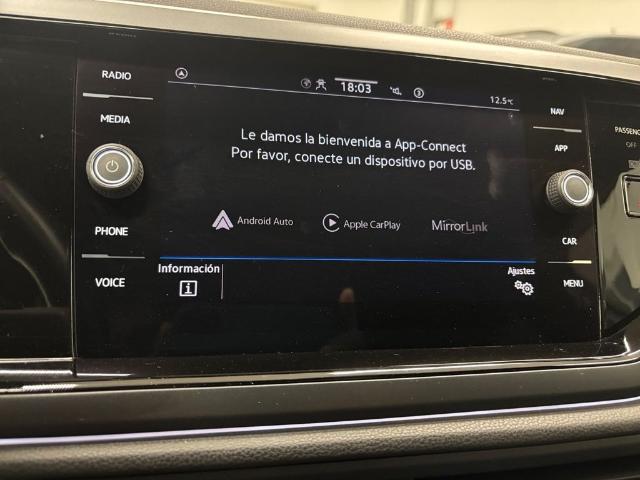 RADIO
MEDIA
PHONE
VOICE
18:03
12.5°C
Le damos la bienvenida a App-Connect
Por favor, conecte un dispositivo por USB.
Android Auto
Apple CarPlay
MirrorLink
Información
i
Ajustes
NAV
APP
CAR
MENU
PASSENG
OFF